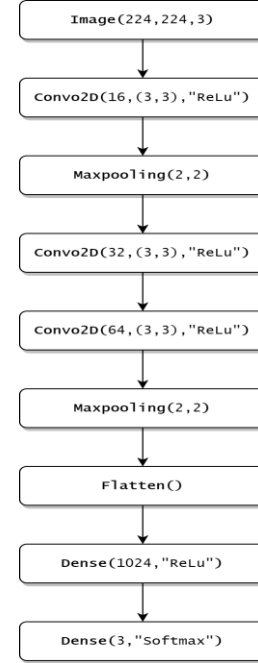 Image(224,224,3)
Convo2D(16,(3,3),"ReLu")
Maxpooling(2,2)
Convo2D(32,(3,3),"ReLu")
Convo2D(64,(3,3),"ReLu")
Maxpooling(2,2)
Flatten()
Dense(1024,"ReLu")
Dense(3,"Softmax")